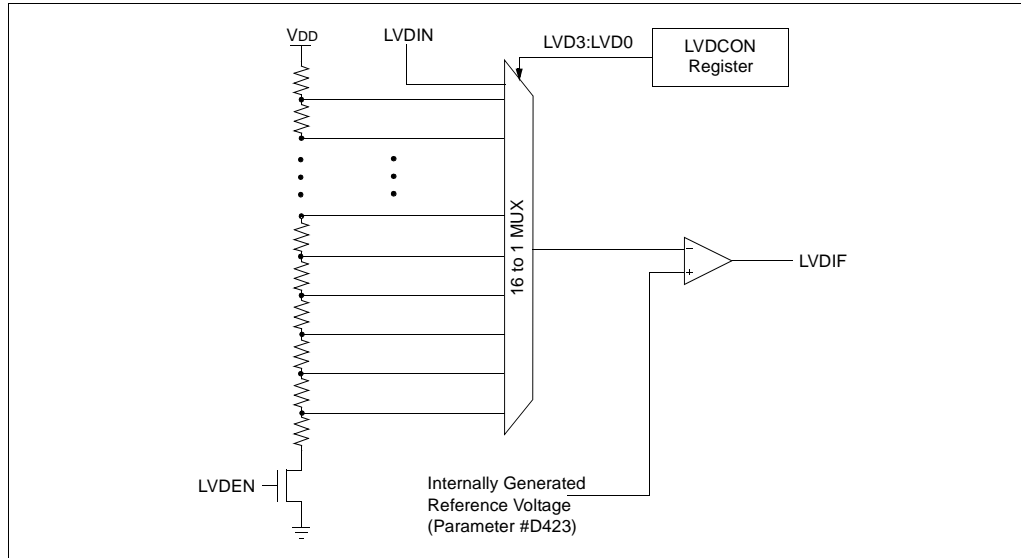 VDD
LVDIN
LVD3:LVD0
LVDCON
Register
16 to 1 MUX
−
+
LVDIF
LVDEN
Internally Generated
Reference Voltage
(Parameter #D423)